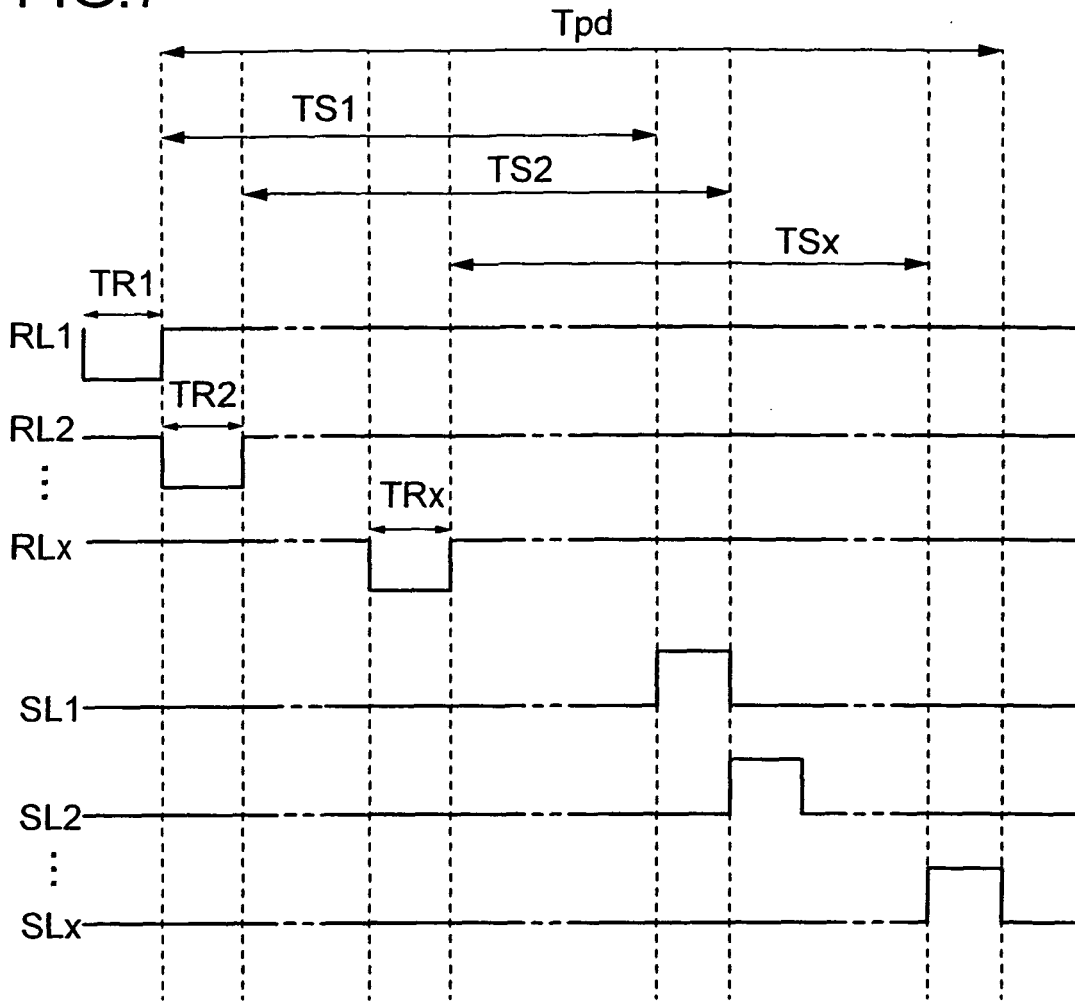 FIG.7
Tpd
TS1
TS2
TSx
TR1
RL1
TR2
RL2
⋮
TRx
RLx
SL1
SL2
⋮
SLx